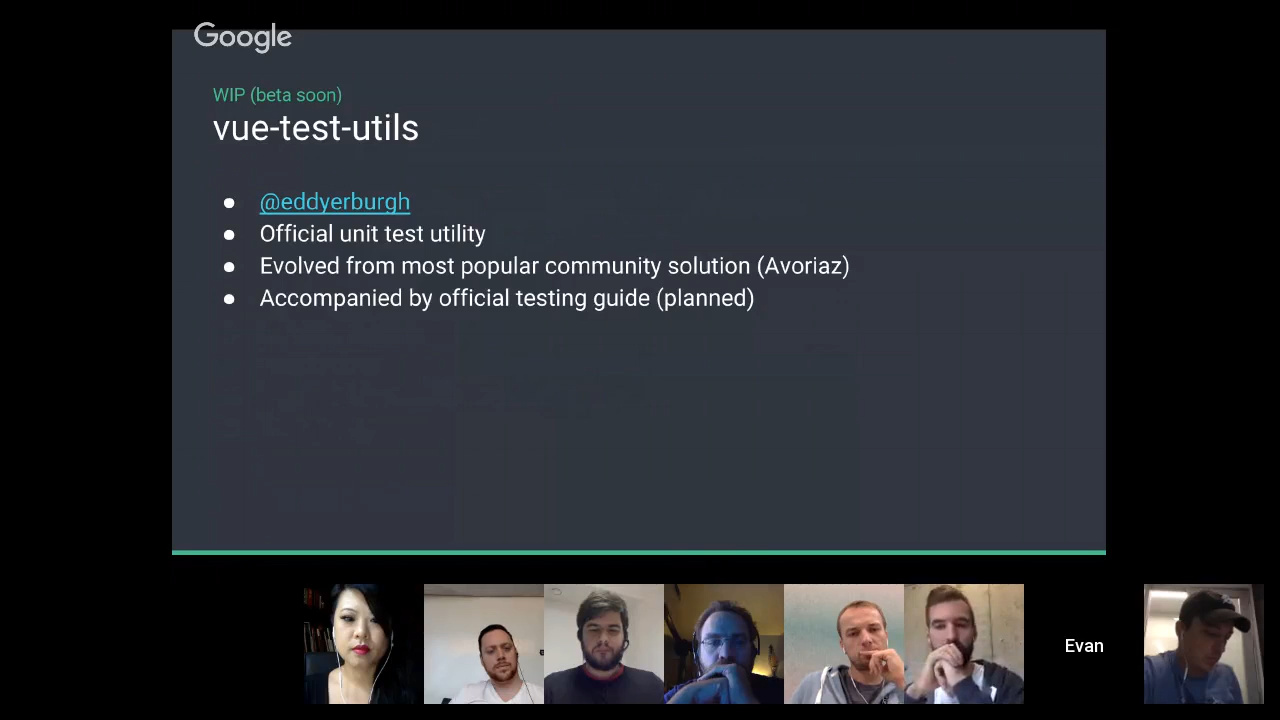 Google
WIP (beta soon)
vue-test-utils
● @eddyerburgh
● Official unit test utility
● Evolved from most popular community solution (Avoriaz)
● Accompanied by official testing guide (planned)
Evan